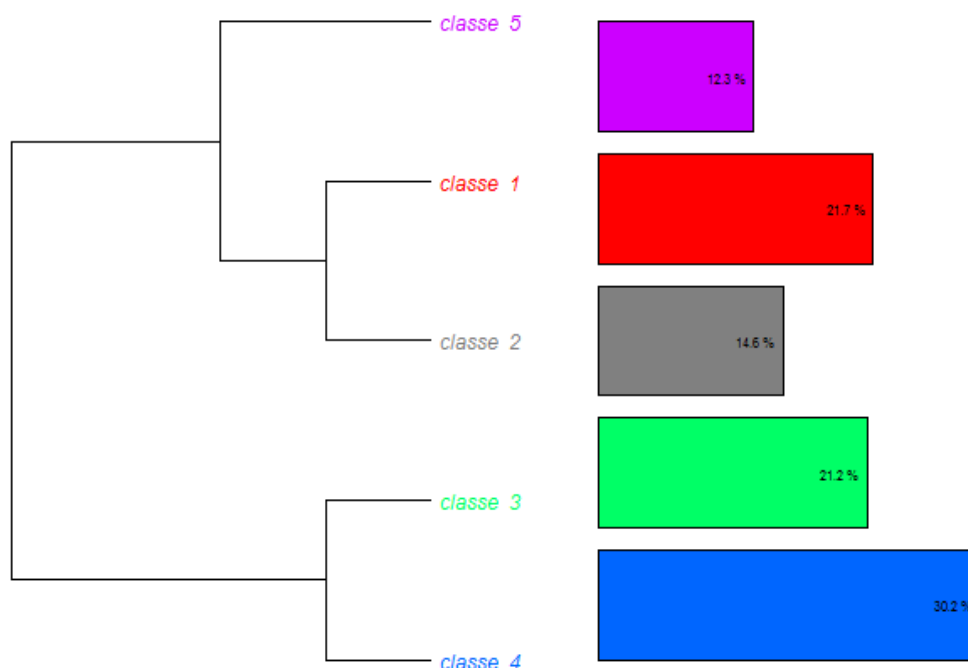 classe 5
12.3 %
classe 1
21.7 %
classe 2
14.6 %
classe 3
21.2 %
classe 4
30.2 %